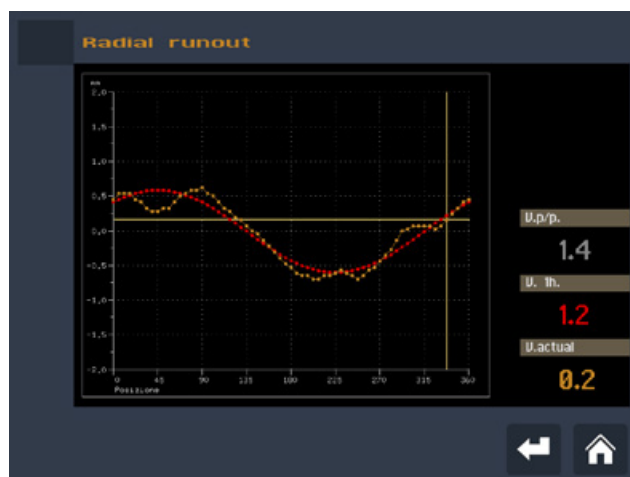 Radial runout
mm
2,0
1,5
1,0
0,5
0,0
-0,5
-1,0
-1,5
-2,0
0 45 90 135 180 225 270 315 360
Posizione
V.p/p.
1.4
V. 1h.
1.2
V.actual
0.2